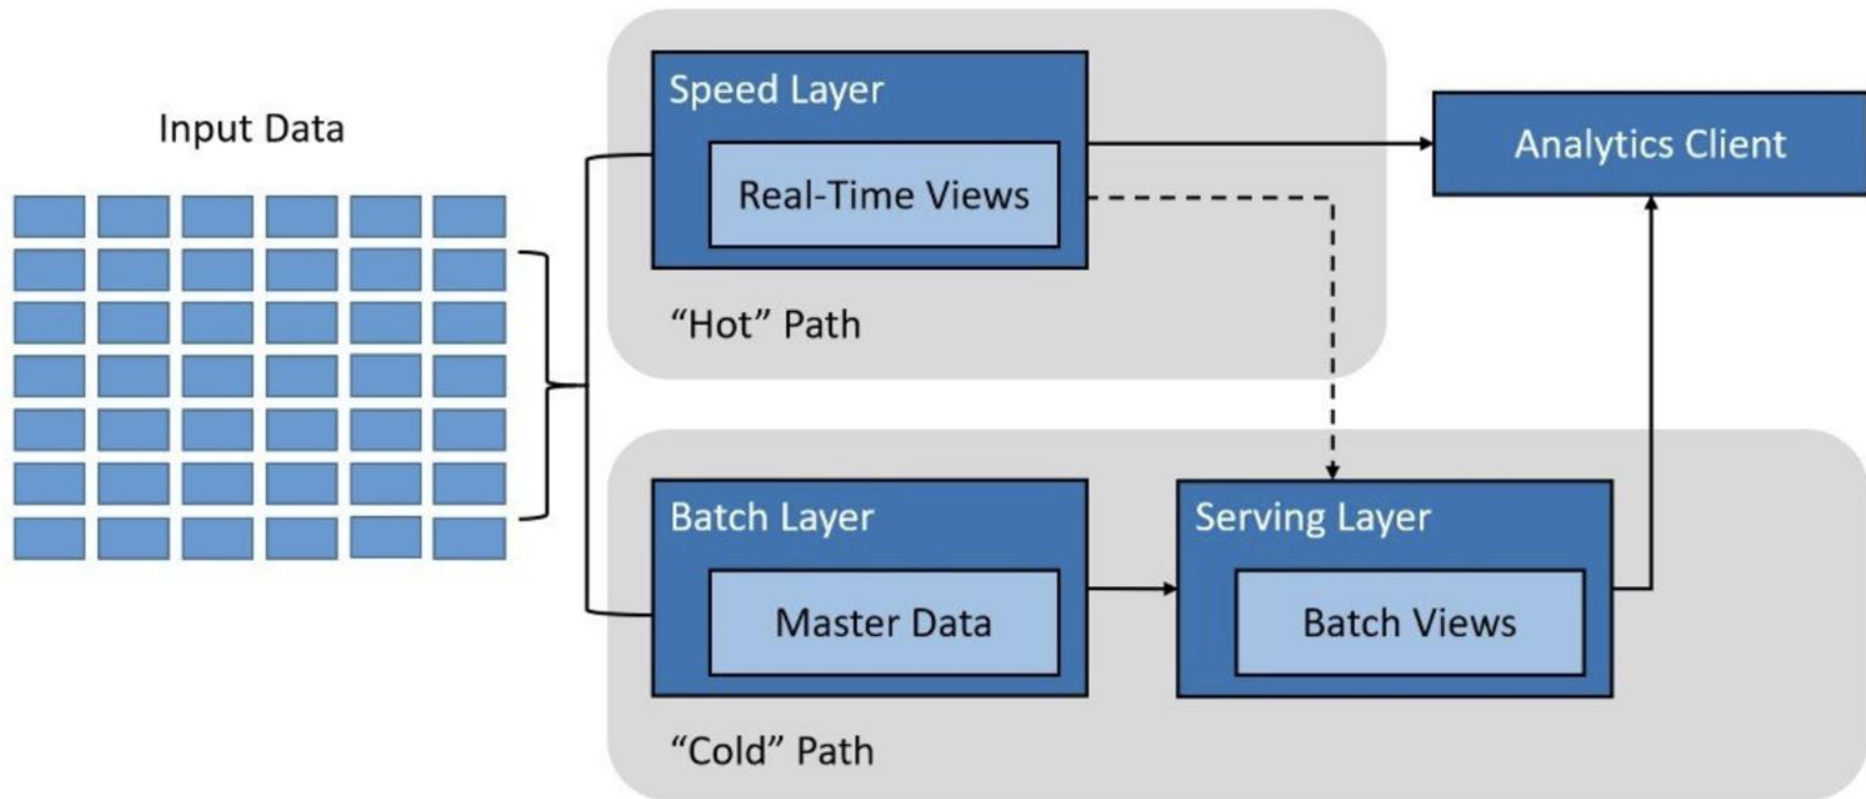 Input Data
Speed Layer
Real-Time Views
“Hot” Path
Analytics Client
Batch Layer
Master Data
Serving Layer
Batch Views
“Cold” Path